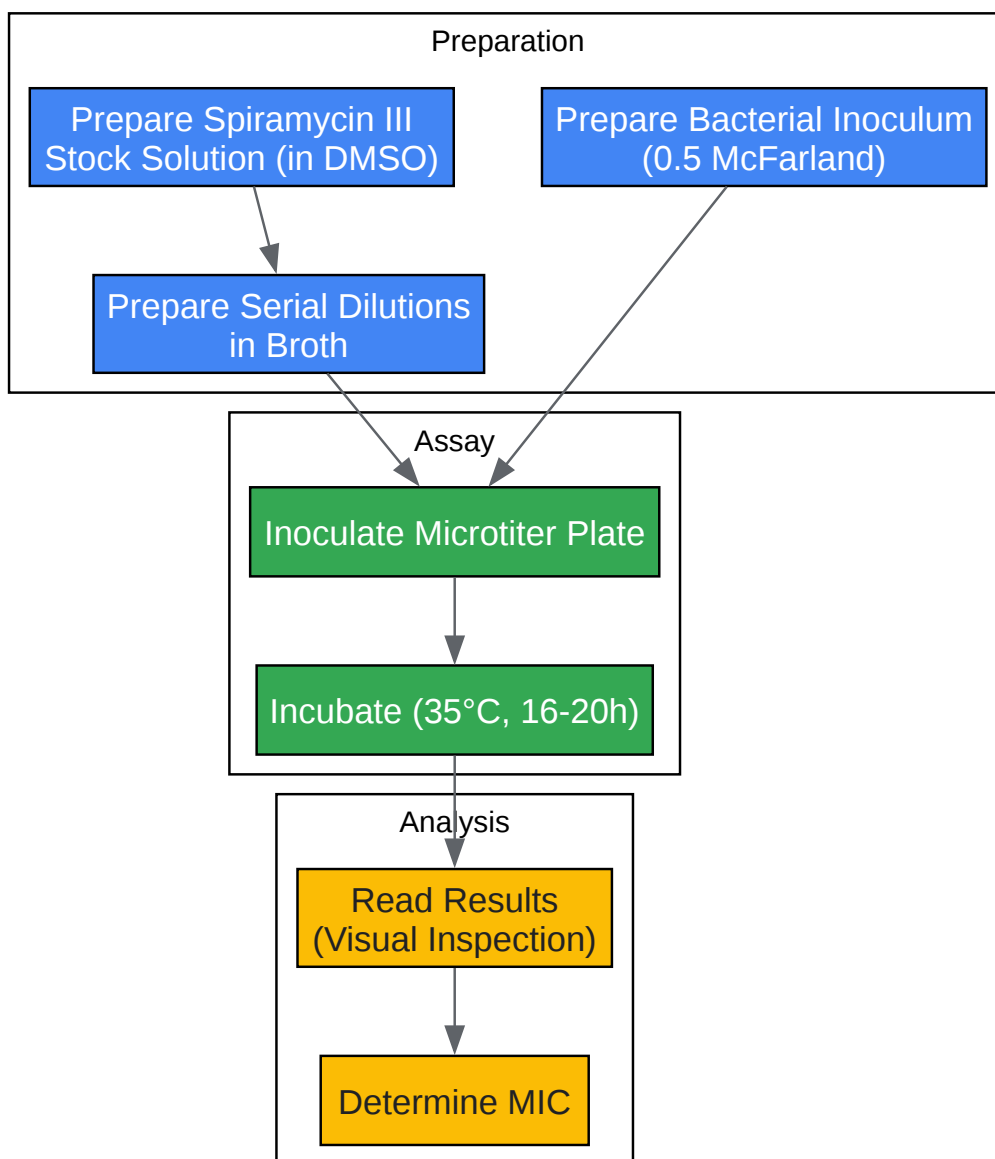 Preparation
Prepare Spiramycin III
Stock Solution (in DMSO)
Prepare Bacterial Inoculum
(0.5 McFarland)
Prepare Serial Dilutions
in Broth
Assay
Inoculate Microtiter Plate
Incubate (35°C, 16-20h)
Analysis
Read Results
(Visual Inspection)
Determine MIC